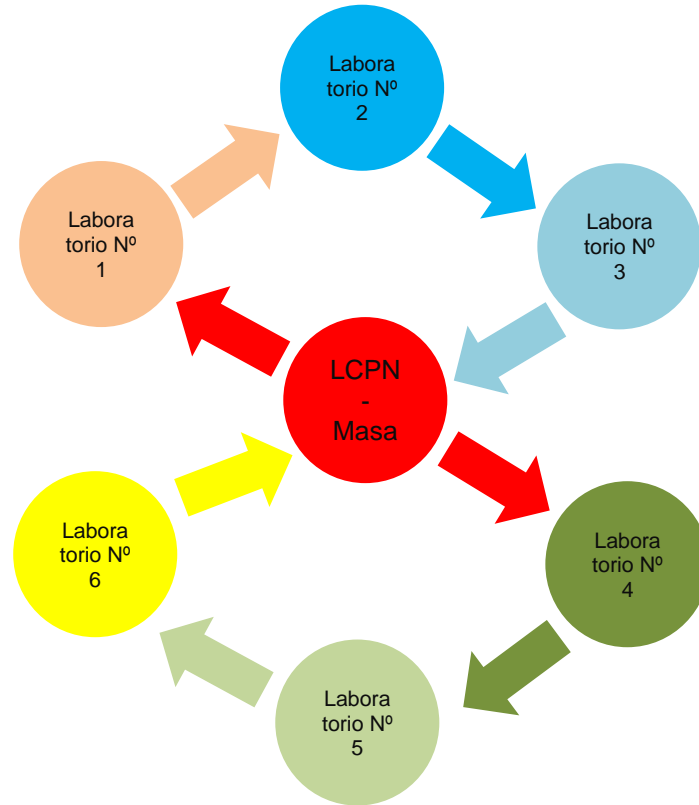 Labora
torio Nº
2
Labora
torio Nº
1
Labora
torio Nº
3
LCPN
-
Masa
Labora
torio Nº
6
Labora
torio Nº
4
Labora
torio Nº
5